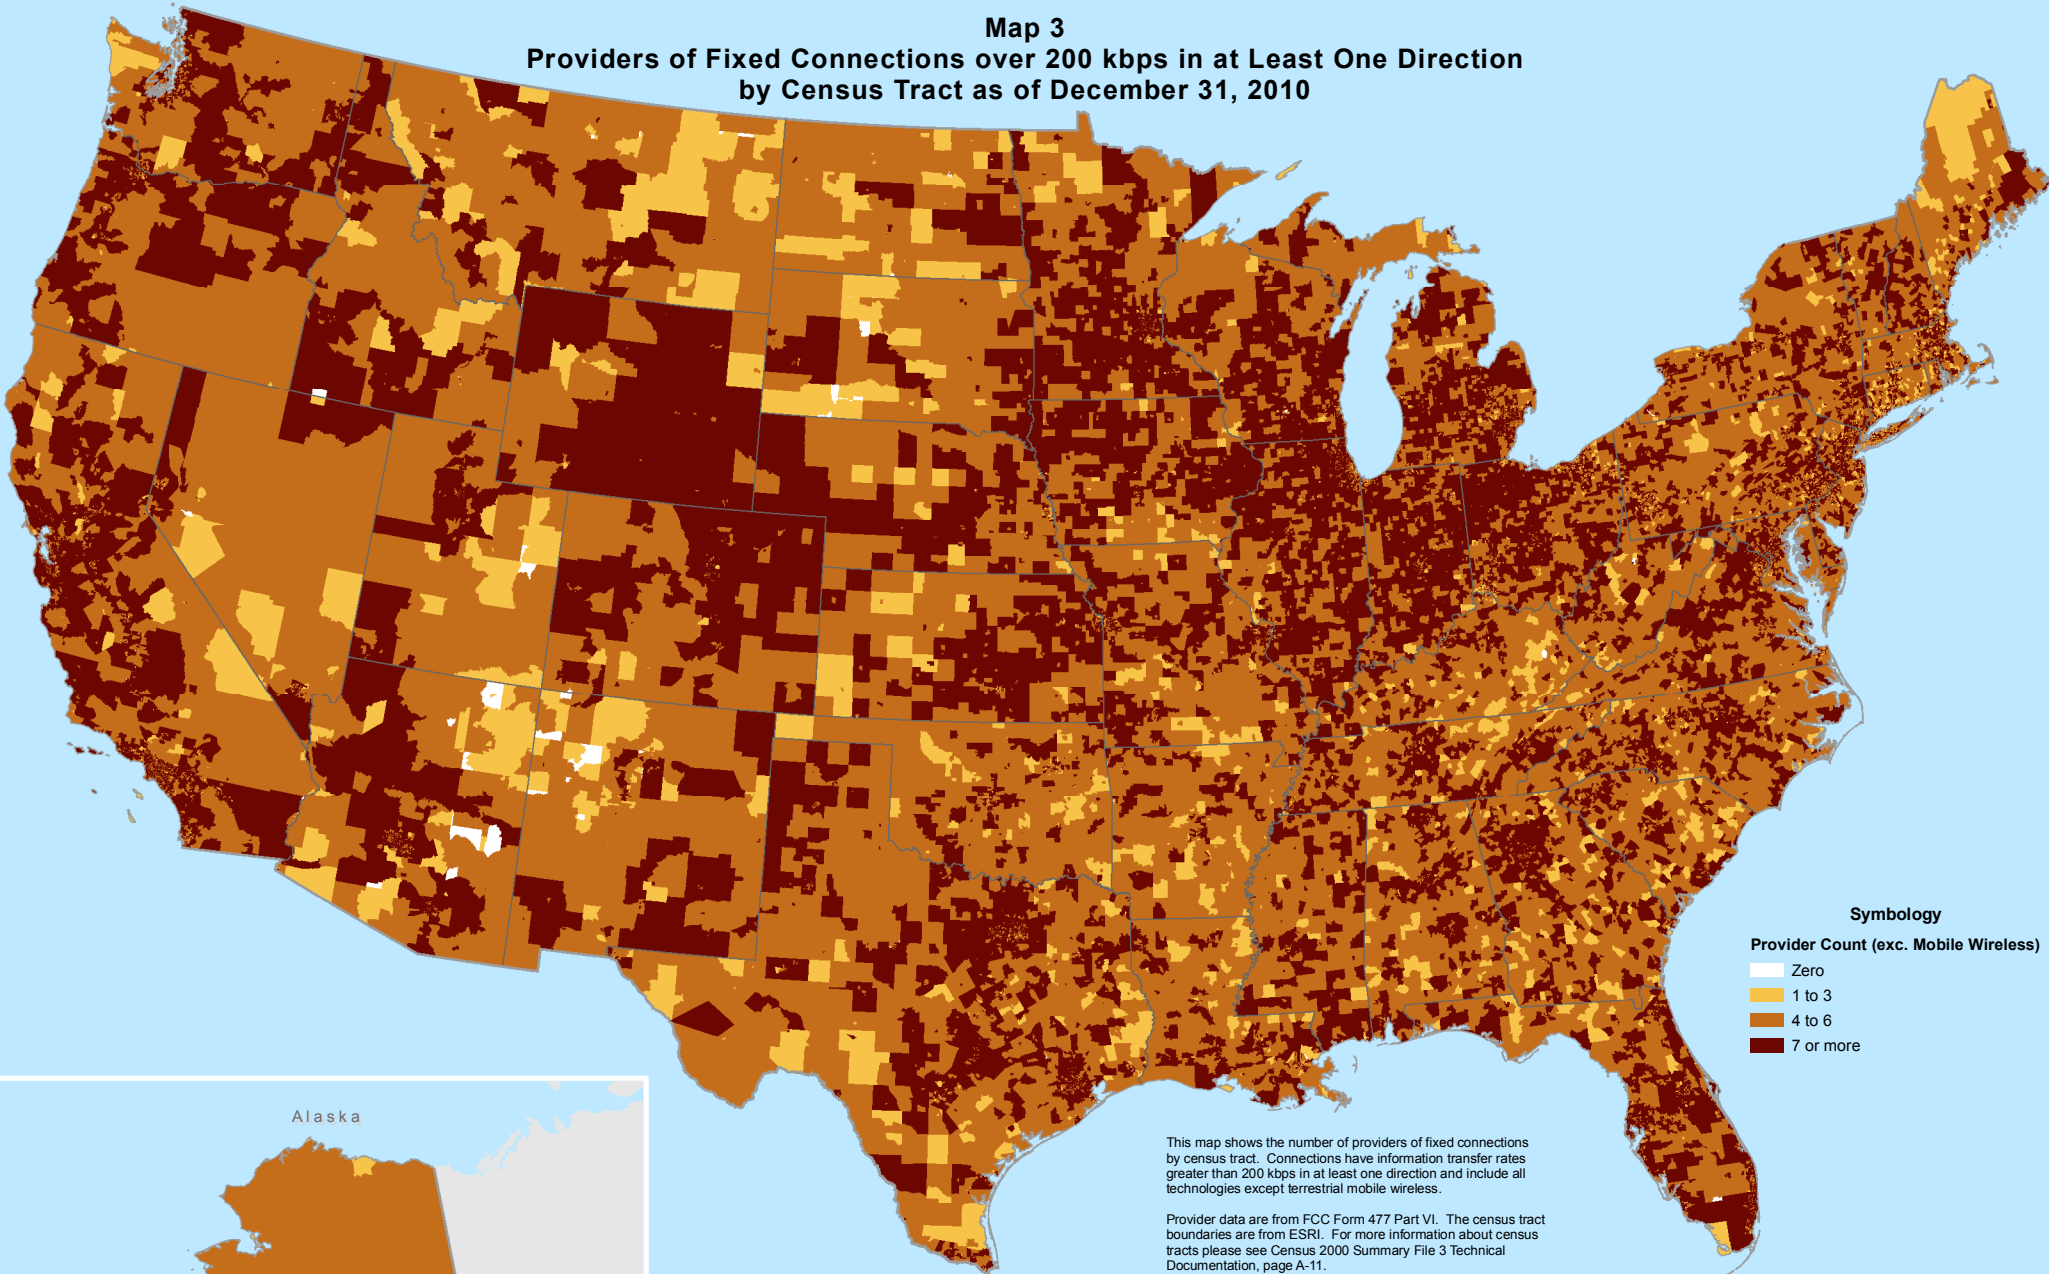 Map 3
Providers of Fixed Connections over 200 kbps in at Least One Direction
by Census Tract as of December 31, 2010
Symbology
Provider Count (exc. Mobile Wireless)
Zero
1 to 3
4 to 6
7 or more
Alaska
This map shows the number of providers of fixed connections
by census tract. Connections have information transfer rates
greater than 200 kbps in at least one direction and include all
technologies except terrestrial mobile wireless.
Provider data are from FCC Form 477 Part VI. The census tract
boundaries are from ESRI. For more information about census
tracts please see Census 2000 Summary File 3 Technical
Documentation, page A-11.